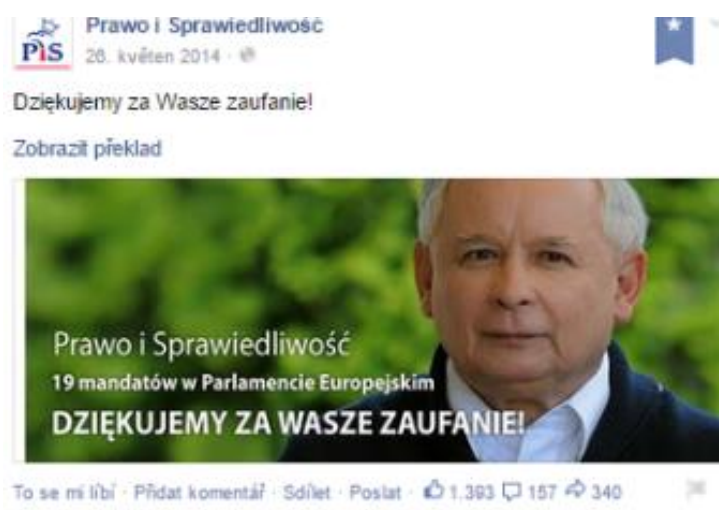 Prawo i Sprawiedliwość
PiS
26. květen 2014 ·
Dziękujemy za Wasze zaufanie!
Zobrazit překlad
Prawo i Sprawiedliwość
19 mandatów w Parlamencie Europejskim
DZIĘKUJEMY ZA WASZE ZAUFANIE!
To se mi líbí · Přidat komentář · Sdílet · Poslat · 1.393 157 340